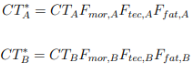 CT*_A = CT_A F_{mor,A} F_{tec,A} F_{fat,A}
CT*_B = CT_B F_{mor,B} F_{tec,B} F_{fat,B}